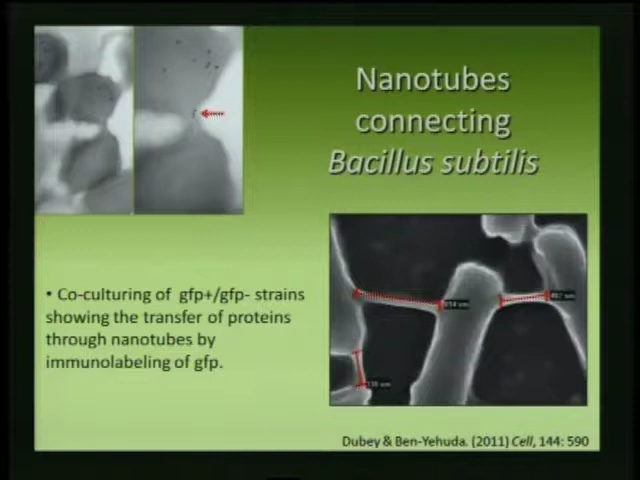 Nanotubes
connecting
Bacillus subtilis
• Co-culturing of gfp+/gfp- strains
showing the transfer of proteins
through nanotubes by
immunolabeling of gfp.
Dubey & Ben-Yehuda. (2011) Cell, 144: 590